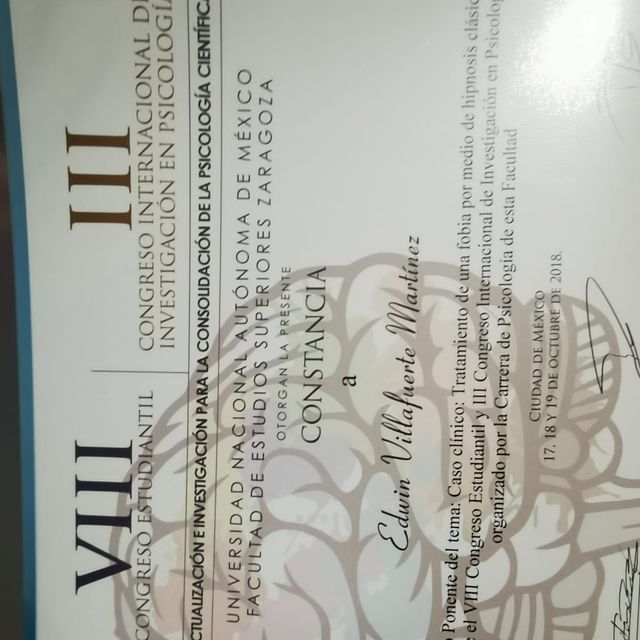 VIII
CONGRESO ESTUDIANTIL
III
CONGRESO INTERNACIONAL DE
INVESTIGACIÓN EN PSICOLOGÍA
ACTUALIZACIÓN E INVESTIGACIÓN PARA LA CONSOLIDACIÓN DE LA PSICOLOGÍA CIENTÍFICA
UNIVERSIDAD NACIONAL AUTÓNOMA DE MÉXICO
FACULTAD DE ESTUDIOS SUPERIORES ZARAGOZA
OTORGAN LA PRESENTE
CONSTANCIA
a
Edwin Villafuerte Martínez
Ponente del tema: Caso clínico: Tratamiento de una fobia por medio de hipnosis clásic
e el VIIII Congreso Estudiantil y III Congreso Internacional de Investigación en Psicolog
organizado por la Carrera de Psicología de esta Facultad
CIUDAD DE MÉXICO
17, 18 Y 19 DE OCTUBRE DE 2018.